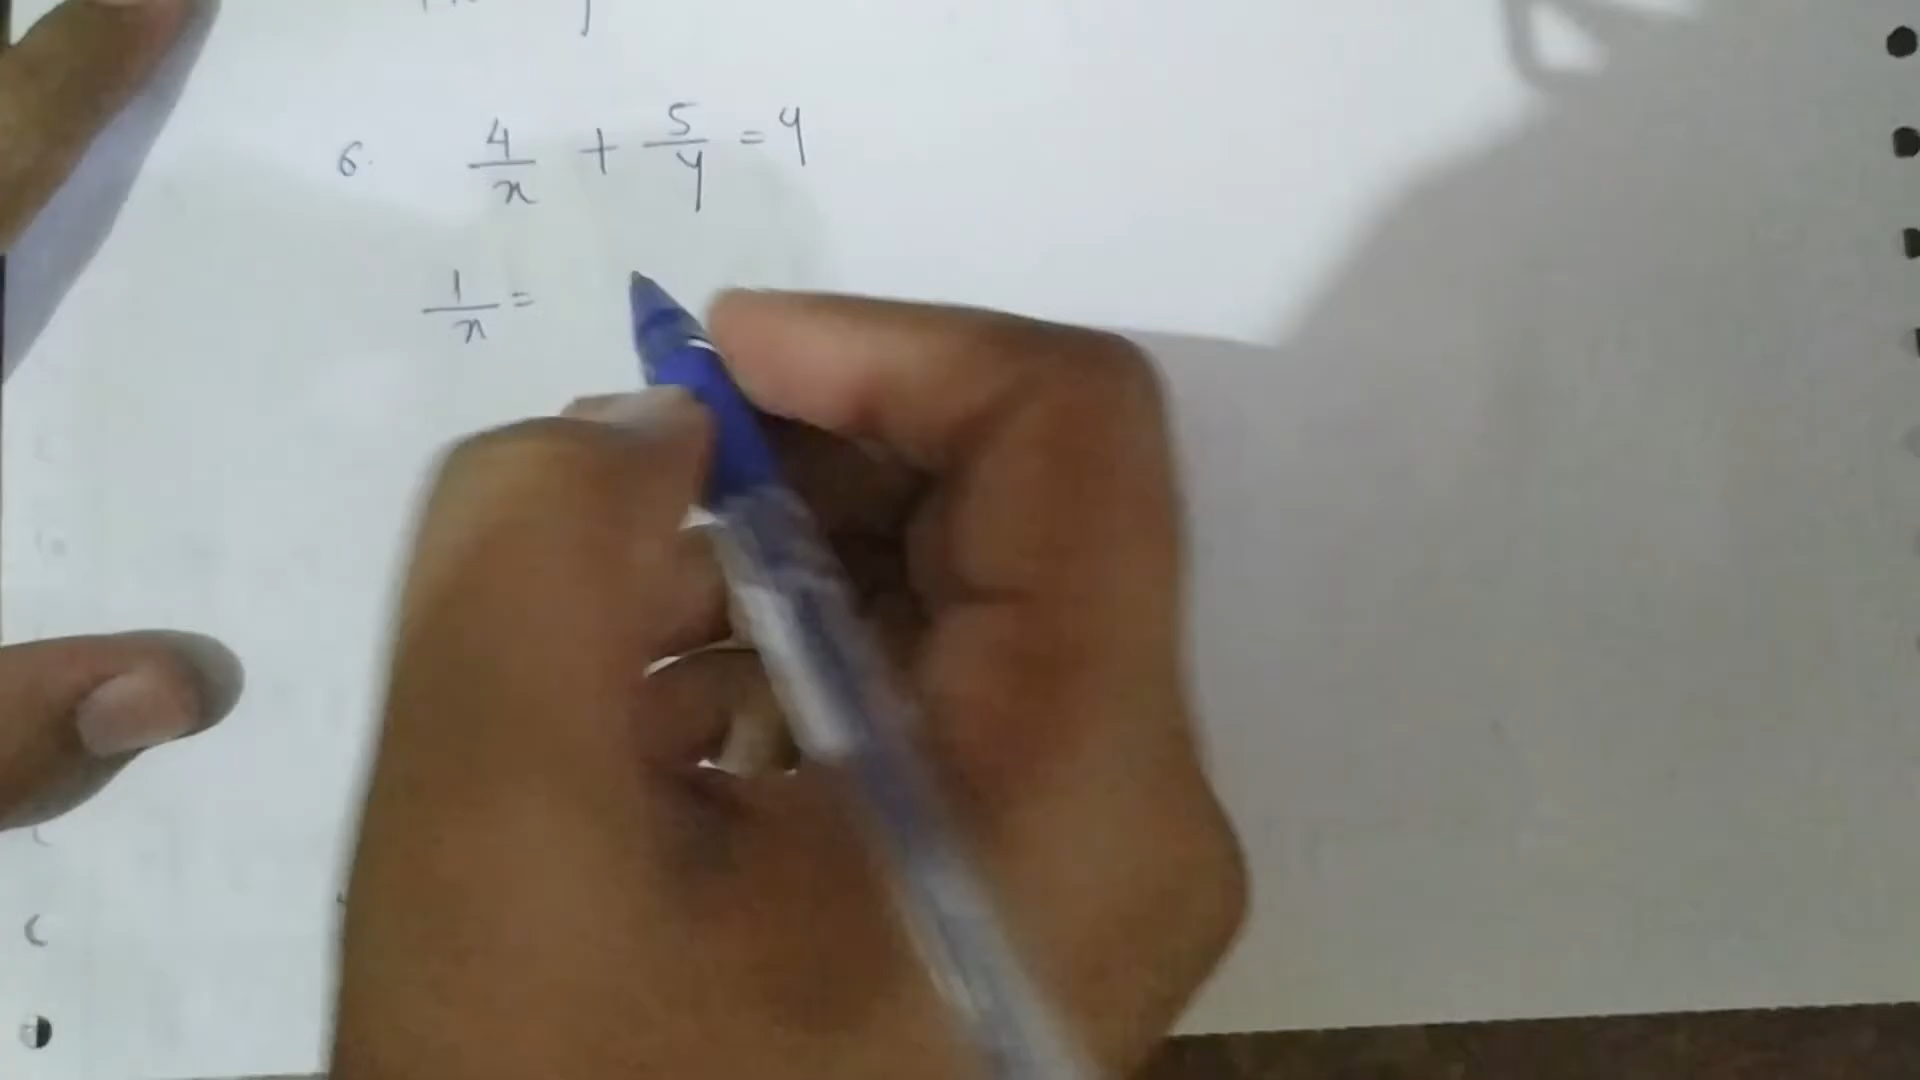 6. 4/x + 5/y = 4
1/x =